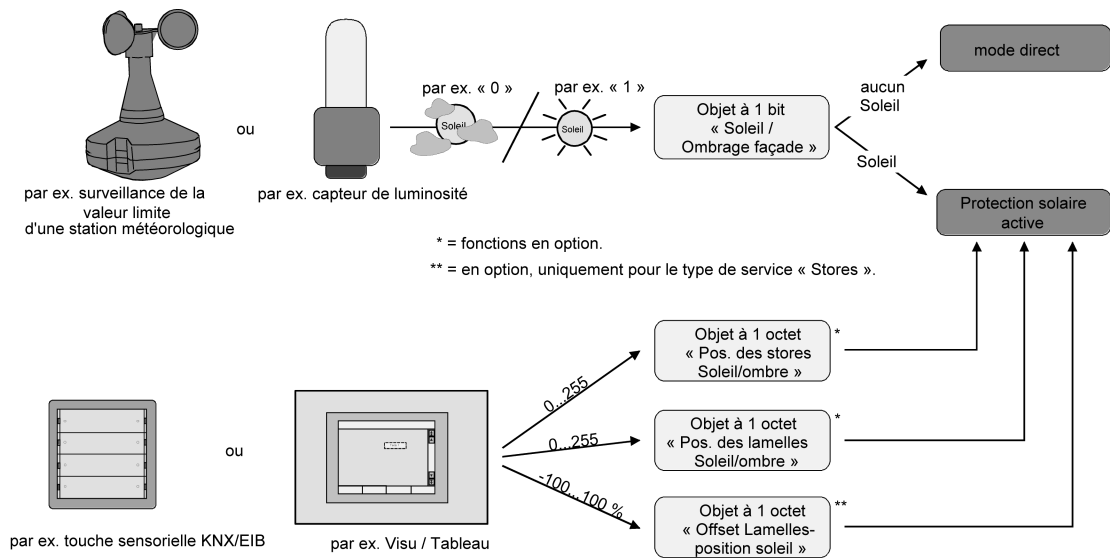 ou
par ex. surveillance de la
valeur limite
d'une station météorologique
par ex. capteur de luminosité
par ex. « 0 »
Soleil
par ex. « 1 »
Soleil
Objet à 1 bit
« Soleil /
Ombrage façade »
aucun
Soleil
Soleil
mode direct
Protection solaire
active
* = fonctions en option.
** = en option, uniquement pour le type de service « Stores ».
ou
par ex. touche sensorielle KNX/EIB
par ex. Visu / Tableau
0...255
0...255
-100...100 %
Objet à 1 octet
« Pos. des stores
Soleil/ombre »
*
Objet à 1 octet
« Pos. des lamelles
Soleil/ombre »
*
Objet à 1 octet
« Offset Lamelles-
position soleil »
**